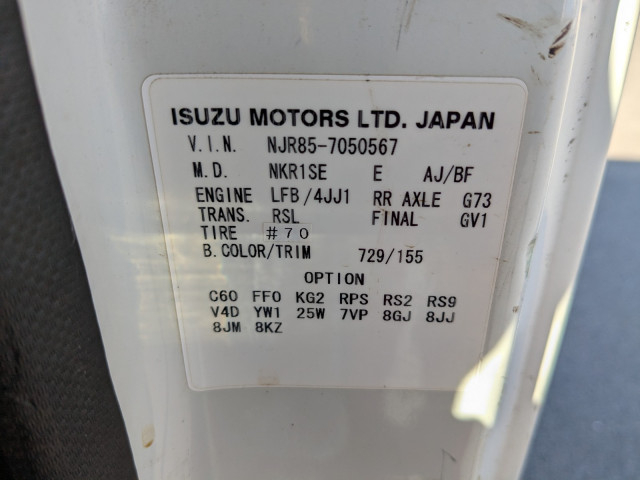 ISUZU MOTORS LTD. JAPAN
V.I.N. NJR85-7050567
M.D. NKR1SE E AJ/BF
ENGINE LFB/4JJ1 RR AXLE G73
TRANS. RSL FINAL GV1
TIRE #70
B.COLOR/TRIM 729/155
OPTION
C60 FF0 KG2 RPS RS2 RS9
V4D YW1 25W 7VP 8GJ 8JJ
8JM 8KZ